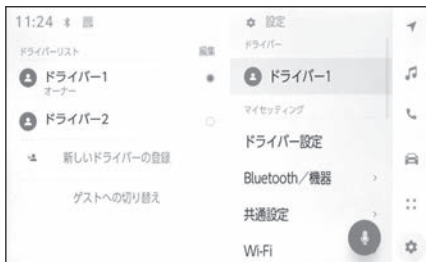 11:24
ドライバーリスト
編集
ドライバー1
オーナー
ドライバー2
新しいドライバーの登録
ゲストへの切り替え
設定
ドライバー
ドライバー1
マイセッティング
ドライバー設定
Bluetooth／機器
共通設定
Wi-Fi